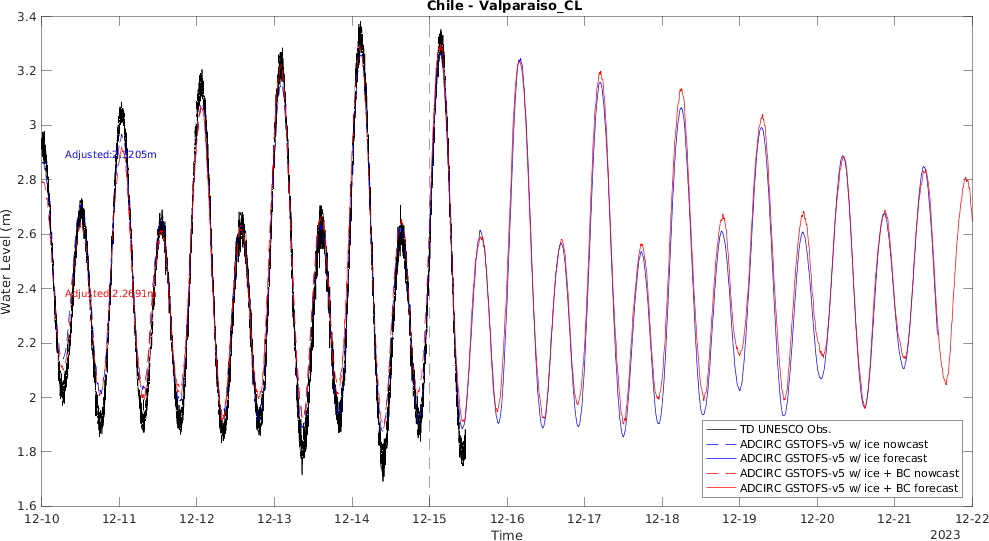 Chile - Valparaiso_CL
3.4
3.2
3
2.8
2.6
2.4
2.2
2
1.8
1.6
Water Level (m)
Adjusted:2.2691m
TD UNESCO Obs.
ADCIRC GSTOFS-v5 w/ ice nowcast
ADCIRC GSTOFS-v5 w/ ice forecast
ADCIRC GSTOFS-v5 w/ ice + BC nowcast
ADCIRC GSTOFS-v5 w/ ice + BC forecast
12-10 12-11 12-12 12-13 12-14 12-15 12-16 12-17 12-18 12-19 12-20 12-21 12-22
Time
2023